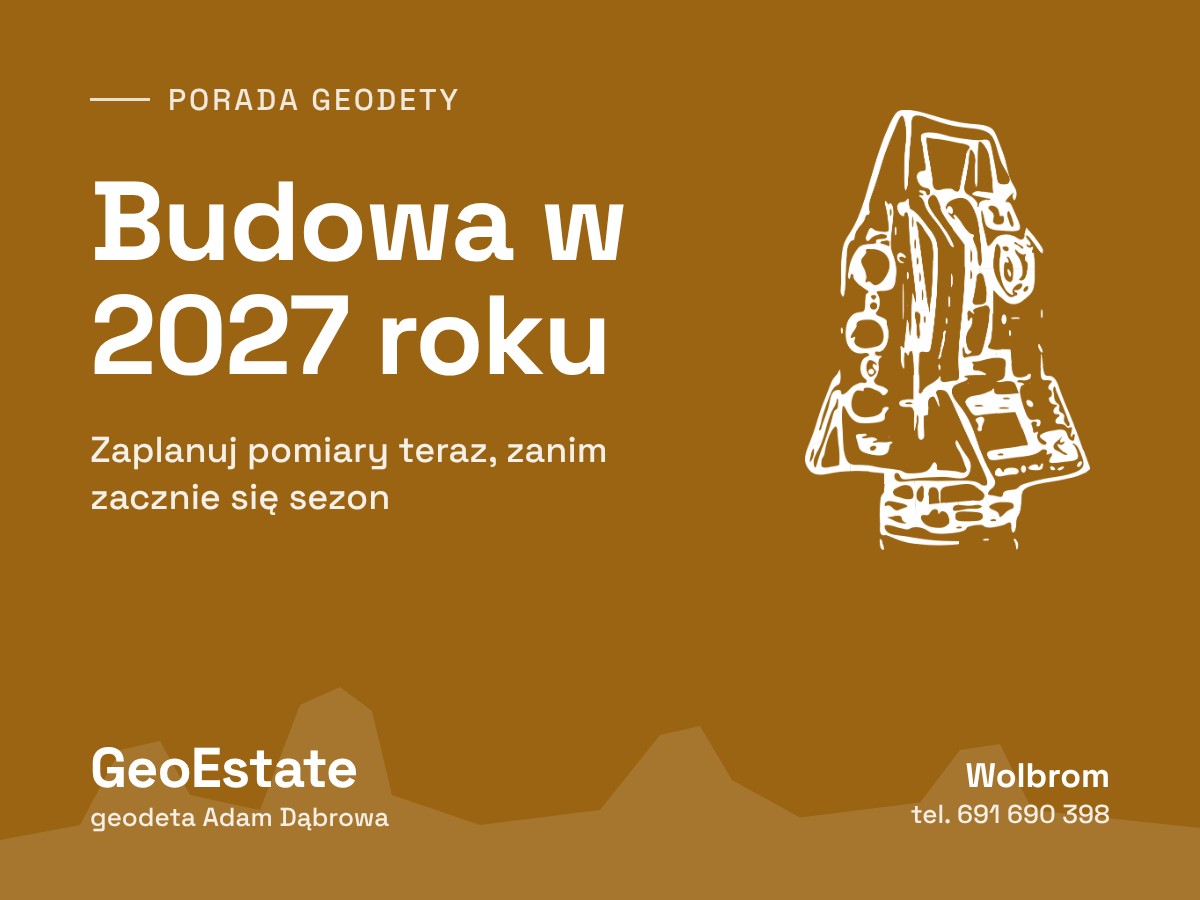 PORADA GEODETY
Budowa w
2027 roku
Zaplanuj pomiary teraz, zanim
zacznie się sezon
GeoEstate
geodeta Adam Dąbrowa
Wolbrom
tel. 691 690 398